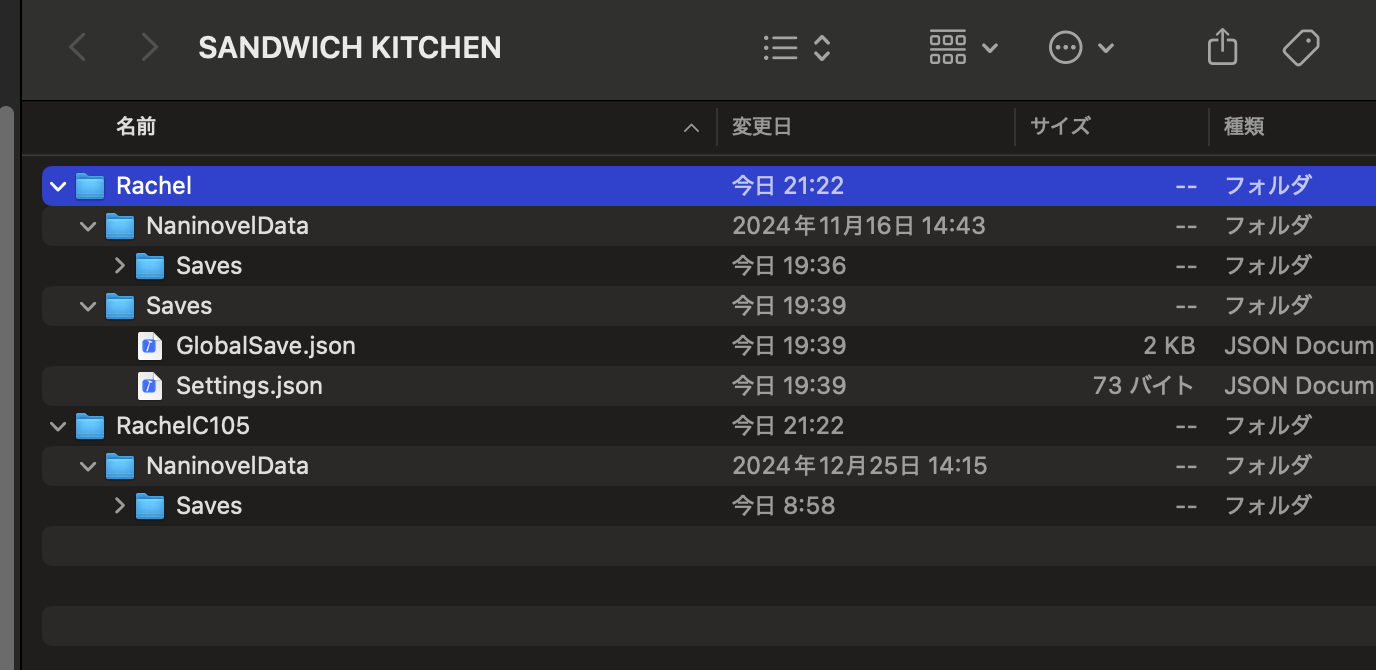 SANDWICH KITCHEN
名前 変更日 サイズ 種類
Rachel 今日 21:22 -- フォルダ
NaninovelData 2024年11月16日 14:43 -- フォルダ
Saves 今日 19:36 -- フォルダ
Saves 今日 19:39 -- フォルダ
GlobalSave.json 今日 19:39 2 KB JSON Docum
Settings.json 今日 19:39 73 バイト JSON Docum
RachelC105 今日 21:22 -- フォルダ
NaninovelData 2024年12月25日 14:15 -- フォルダ
Saves 今日 8:58 -- フォルダ